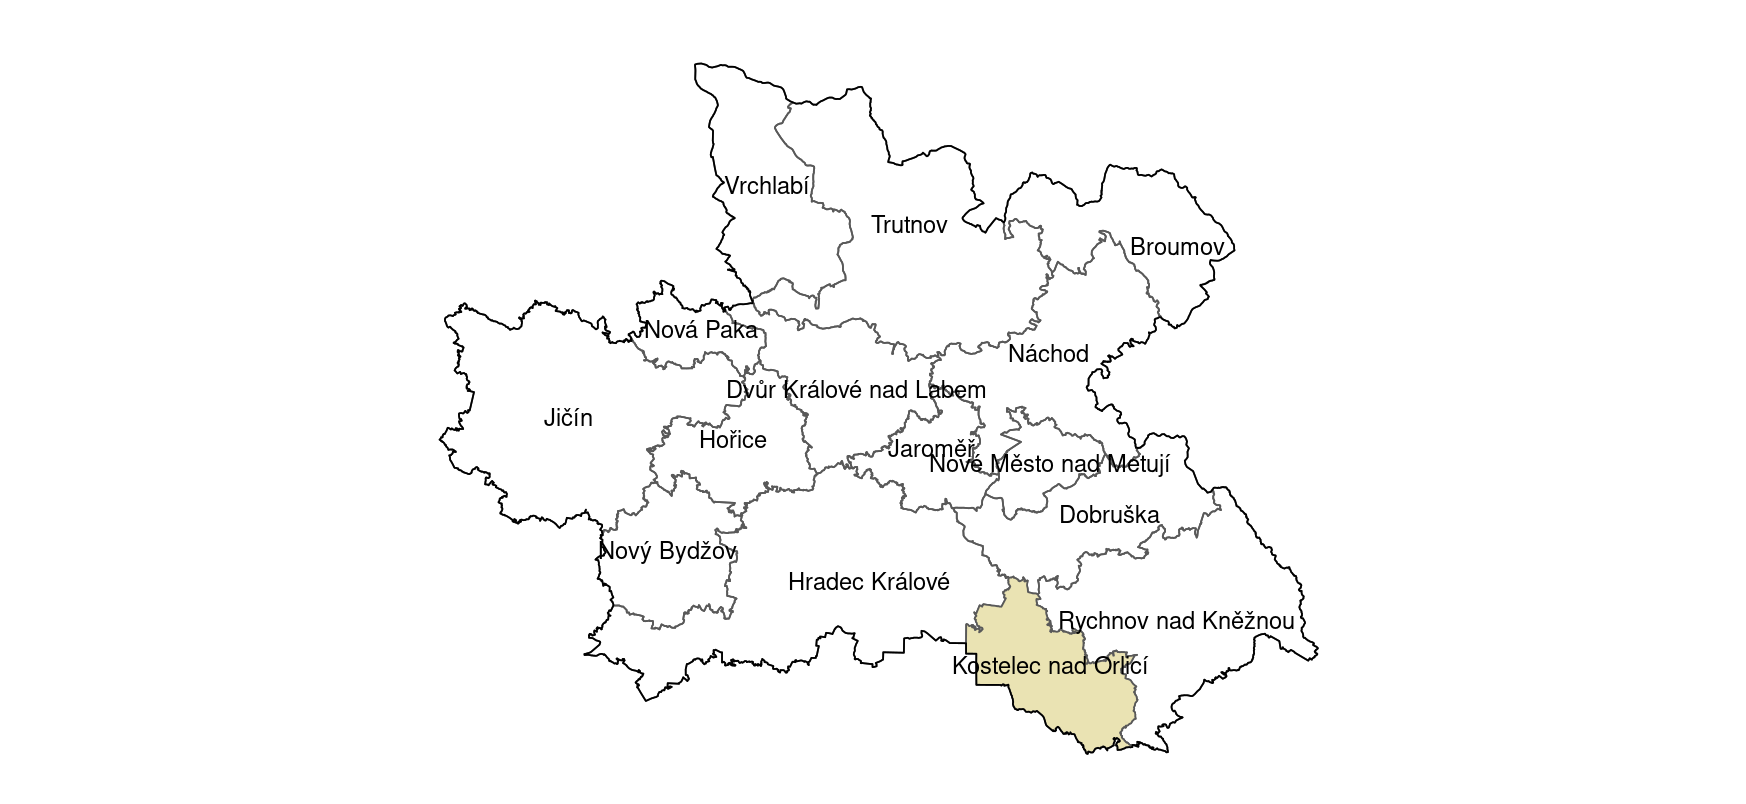 Vrchlabí
Trutnov
Broumov
Nová Paka
Náchod
Dvůr Králové nad Labem
Jičín
Hořice
Jaroměř
Nové Město nad Metují
Dobruška
Nový Bydžov
Hradec Králové
Rychnov nad Kněžnou
Kostelec nad Orlicí